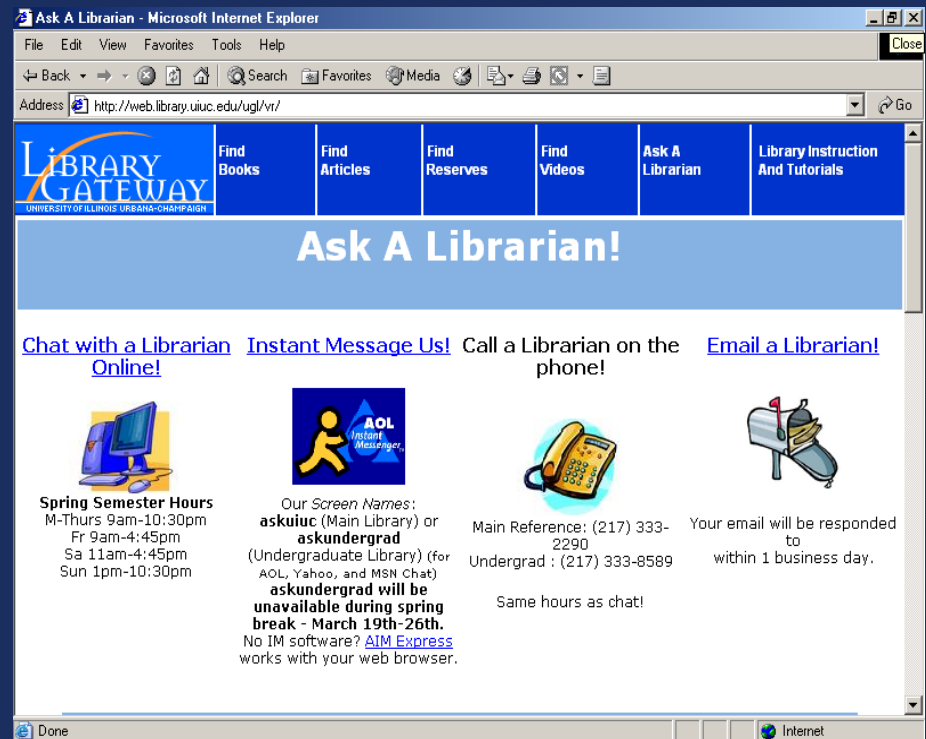 Ask A Librarian - Microsoft Internet Explorer
File Edit View Favorites Tools Help
Close
Back Search Favorites Media
Address http://web.library.uiuc.edu/ugl/vr/ Go
LIBRARY
GATEWAY
UNIVERSITY OF ILLINOIS URBANA-CHAMPAIGN
Find
Books
Find
Articles
Find
Reserves
Find
Videos
Ask A
Librarian
Library Instruction
And Tutorials
Ask A Librarian!
Chat with a Librarian
Online!
Spring Semester Hours
M-Thurs 9am-10:30pm
Fr 9am-4:45pm
Sa 11am-4:45pm
Sun 1pm-10:30pm
Instant Message Us!
AOL
Instant
Messenger
Our Screen Names:
askuiuc (Main Library) or
askundergrad
(Undergraduate Library) (for
AOL, Yahoo, and MSN Chat)
askundergrad will be
unavailable during spring
break - March 19th-26th.
No IM software? AIM Express
works with your web browser.
Call a Librarian on the
phone!
Main Reference: (217) 333-
2290
Undergrad : (217) 333-8589
Same hours as chat!
Email a Librarian!
Your email will be responded
to
within 1 business day.
Done
Internet